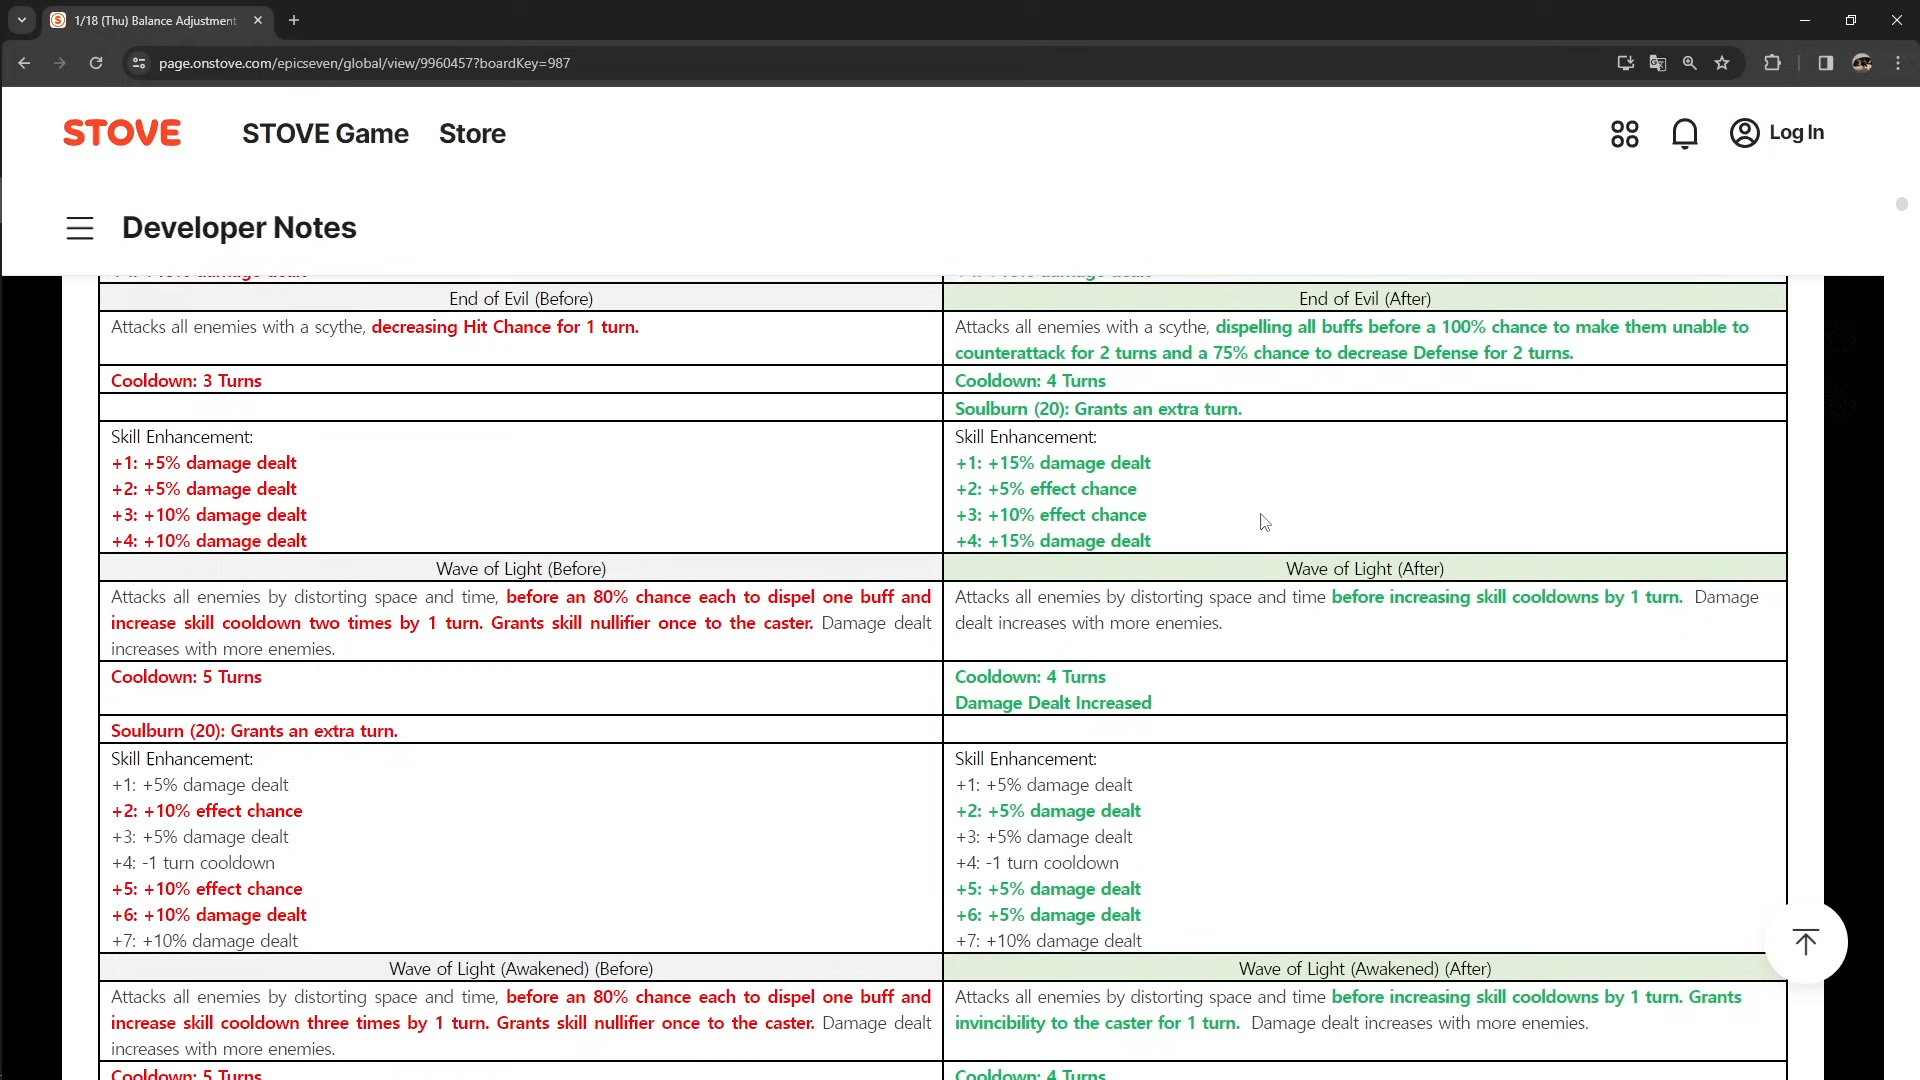 1/18 (Thu) Balance Adjustment
page.onstove.com/epicseven/global/view/9960457?boardKey=987
STOVE
STOVE Game
Store
Log In
Developer Notes
End of Evil (Before)
End of Evil (After)
Attacks all enemies with a scythe, decreasing Hit Chance for 1 turn.
Attacks all enemies with a scythe, dispelling all buffs before a 100% chance to make them unable to
counterattack for 2 turns and a 75% chance to decrease Defense for 2 turns.
Cooldown: 3 Turns
Cooldown: 4 Turns
Soulburn (20): Grants an extra turn.
Skill Enhancement:
+1: +5% damage dealt
+2: +5% damage dealt
+3: +10% damage dealt
+4: +10% damage dealt
Skill Enhancement:
+1: +15% damage dealt
+2: +5% effect chance
+3: +10% effect chance
+4: +15% damage dealt
Wave of Light (Before)
Wave of Light (After)
Attacks all enemies by distorting space and time, before an 80% chance each to dispel one buff and
increase skill cooldown two times by 1 turn. Grants skill nullifier once to the caster. Damage dealt
increases with more enemies.
Attacks all enemies by distorting space and time before increasing skill cooldowns by 1 turn. Damage
dealt increases with more enemies.
Cooldown: 5 Turns
Cooldown: 4 Turns
Damage Dealt Increased
Soulburn (20): Grants an extra turn.
Skill Enhancement:
+1: +5% damage dealt
+2: +10% effect chance
+3: +5% damage dealt
+4: -1 turn cooldown
+5: +10% effect chance
+6: +10% damage dealt
+7: +10% damage dealt
Skill Enhancement:
+1: +5% damage dealt
+2: +5% damage dealt
+3: +5% damage dealt
+4: -1 turn cooldown
+5: +5% damage dealt
+6: +5% damage dealt
+7: +10% damage dealt
Wave of Light (Awakened) (Before)
Wave of Light (Awakened) (After)
Attacks all enemies by distorting space and time, before an 80% chance each to dispel one buff and
increase skill cooldown three times by 1 turn. Grants skill nullifier once to the caster. Damage dealt
increases with more enemies.
Attacks all enemies by distorting space and time before increasing skill cooldowns by 1 turn. Grants
invincibility to the caster for 1 turn. Damage dealt increases with more enemies.
Cooldown: 5 Turns
Cooldown: 4 Turns